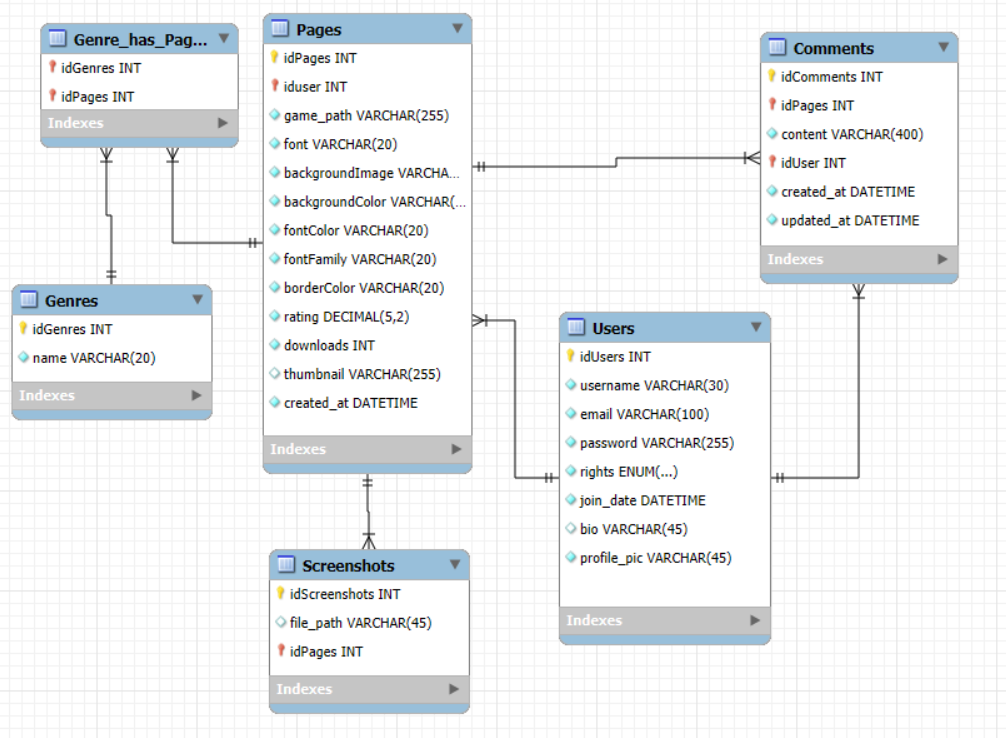 Genre_has_Pag...
idGenres INT
idPages INT
Indexes
Pages
idPages INT
iduser INT
game_path VARCHAR(255)
font VARCHAR(20)
backgroundImage VARCHA...
backgroundColor VARCHAR(...
fontColor VARCHAR(20)
fontFamily VARCHAR(20)
borderColor VARCHAR(20)
rating DECIMAL(5,2)
downloads INT
thumbnail VARCHAR(255)
created_at DATETIME
Indexes
Comments
idComments INT
idPages INT
content VARCHAR(400)
idUser INT
created_at DATETIME
updated_at DATETIME
Indexes
Genres
idGenres INT
name VARCHAR(20)
Indexes
Users
idUsers INT
username VARCHAR(30)
email VARCHAR(100)
password VARCHAR(255)
rights ENUM(...)
join_date DATETIME
bio VARCHAR(45)
profile_pic VARCHAR(45)
Indexes
Screenshots
idScreenshots INT
file_path VARCHAR(45)
idPages INT
Indexes